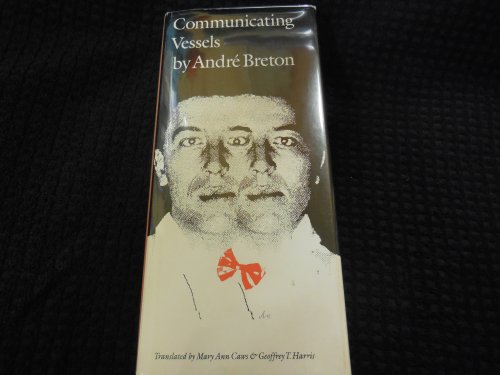 Communicating
Vessels
by André Breton
Translated by Mary Ann Caws & Geoffrey T. Harris